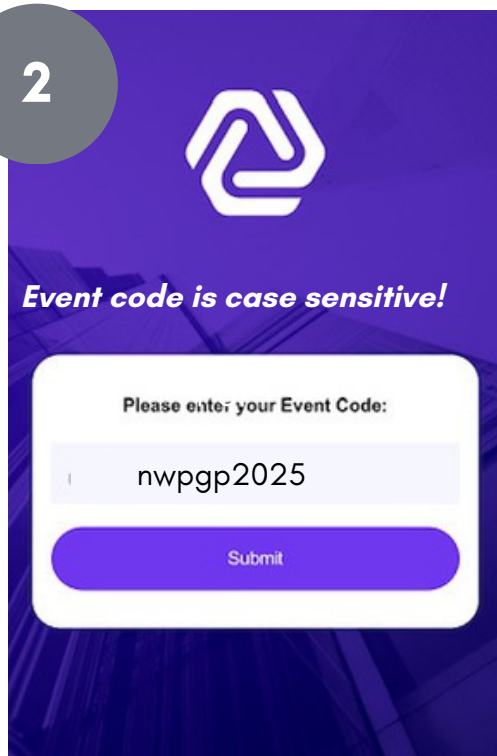 2
Event code is case sensitive!
Please enter your Event Code:
nwpgp2025
Submit